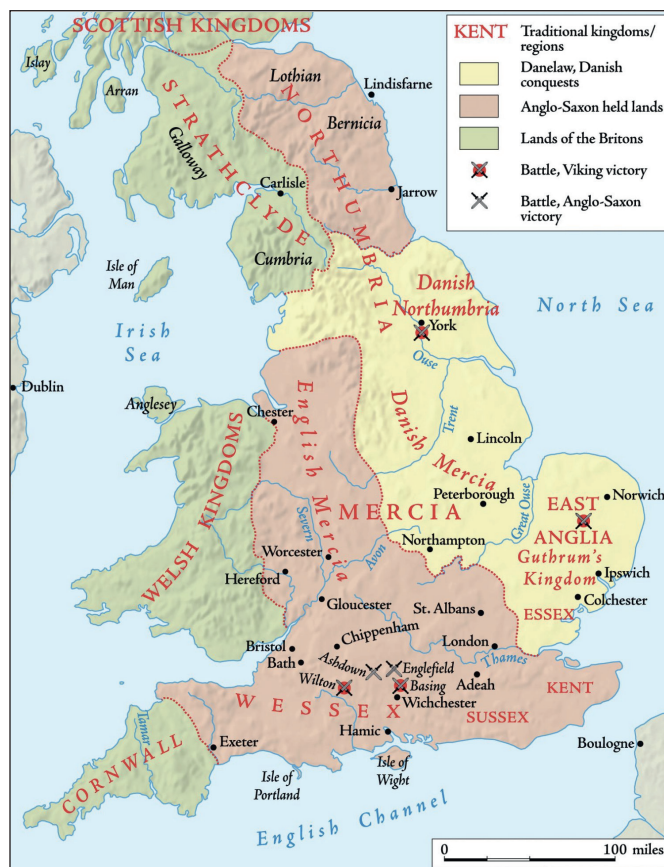 SCOTTISH KINGDOMS
KENT Traditional kingdoms/
regions
Danelaw, Danish
conquests
Anglo-Saxon held lands
Lands of the Britons
Battle, Viking victory
Battle, Anglo-Saxon
victory
Islay
Arran
Lothian
Lindisfarne
STRATHCLYDE
NORTHUMBRIA
Bernicia
Galloway
Carlisle
Jarrow
Cumbria
Isle of
Man
Danish
Northumbria
North Sea
York
Irish
Sea
Ouse
Dublin
Anglesey
Chester
English Mercia
Danish
Mercia
Trent
Lincoln
WELSH KINGDOMS
Peterborough
Great Ouse
EAST
ANGLIA
Norwich
MERCIA
Severn
Avon
Northampton
Guthrum's
Kingdom
Worcester
Hereford
Ipswich
Colchester
ESSEX
Gloucester
St. Albans
Chippenham
London
Bristol
Bath
Ashdown
Englefield
Thames
Wilton
Basing
Adeah
KENT
WESSEX
Wichchester
SUSSEX
Tamar
CORNWALL
Exeter
Hamic
Boulogne
Isle of
Portland
Isle of
Wight
English Channel
0 100 miles